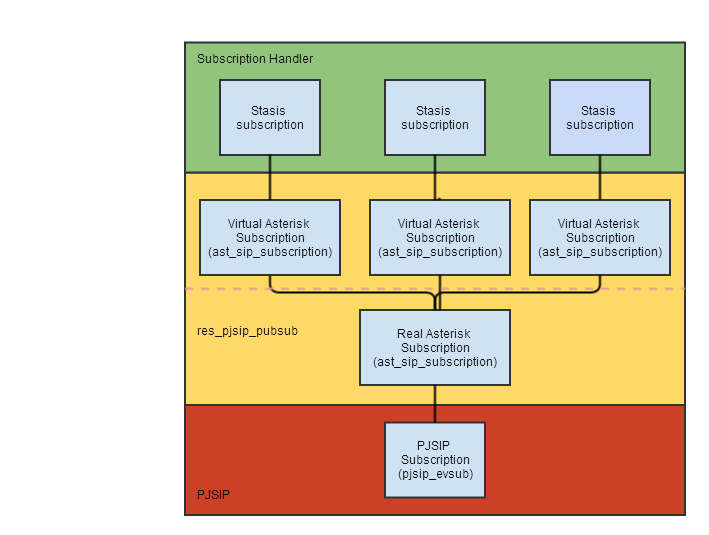 Subscription Handler
Stasis
subscription
Stasis
subscription
Stasis
subscription
Virtual Asterisk
Subscription
(ast_sip_subscription)
Virtual Asterisk
Subscription
(ast_sip_subscription)
Virtual Asterisk
Subscription
(ast_sip_subscription)
res_pjsip_pubsub
Real Asterisk
Subscription
(ast_sip_subscription)
PJSIP
Subscription
(pjsip_evsub)
PJSIP